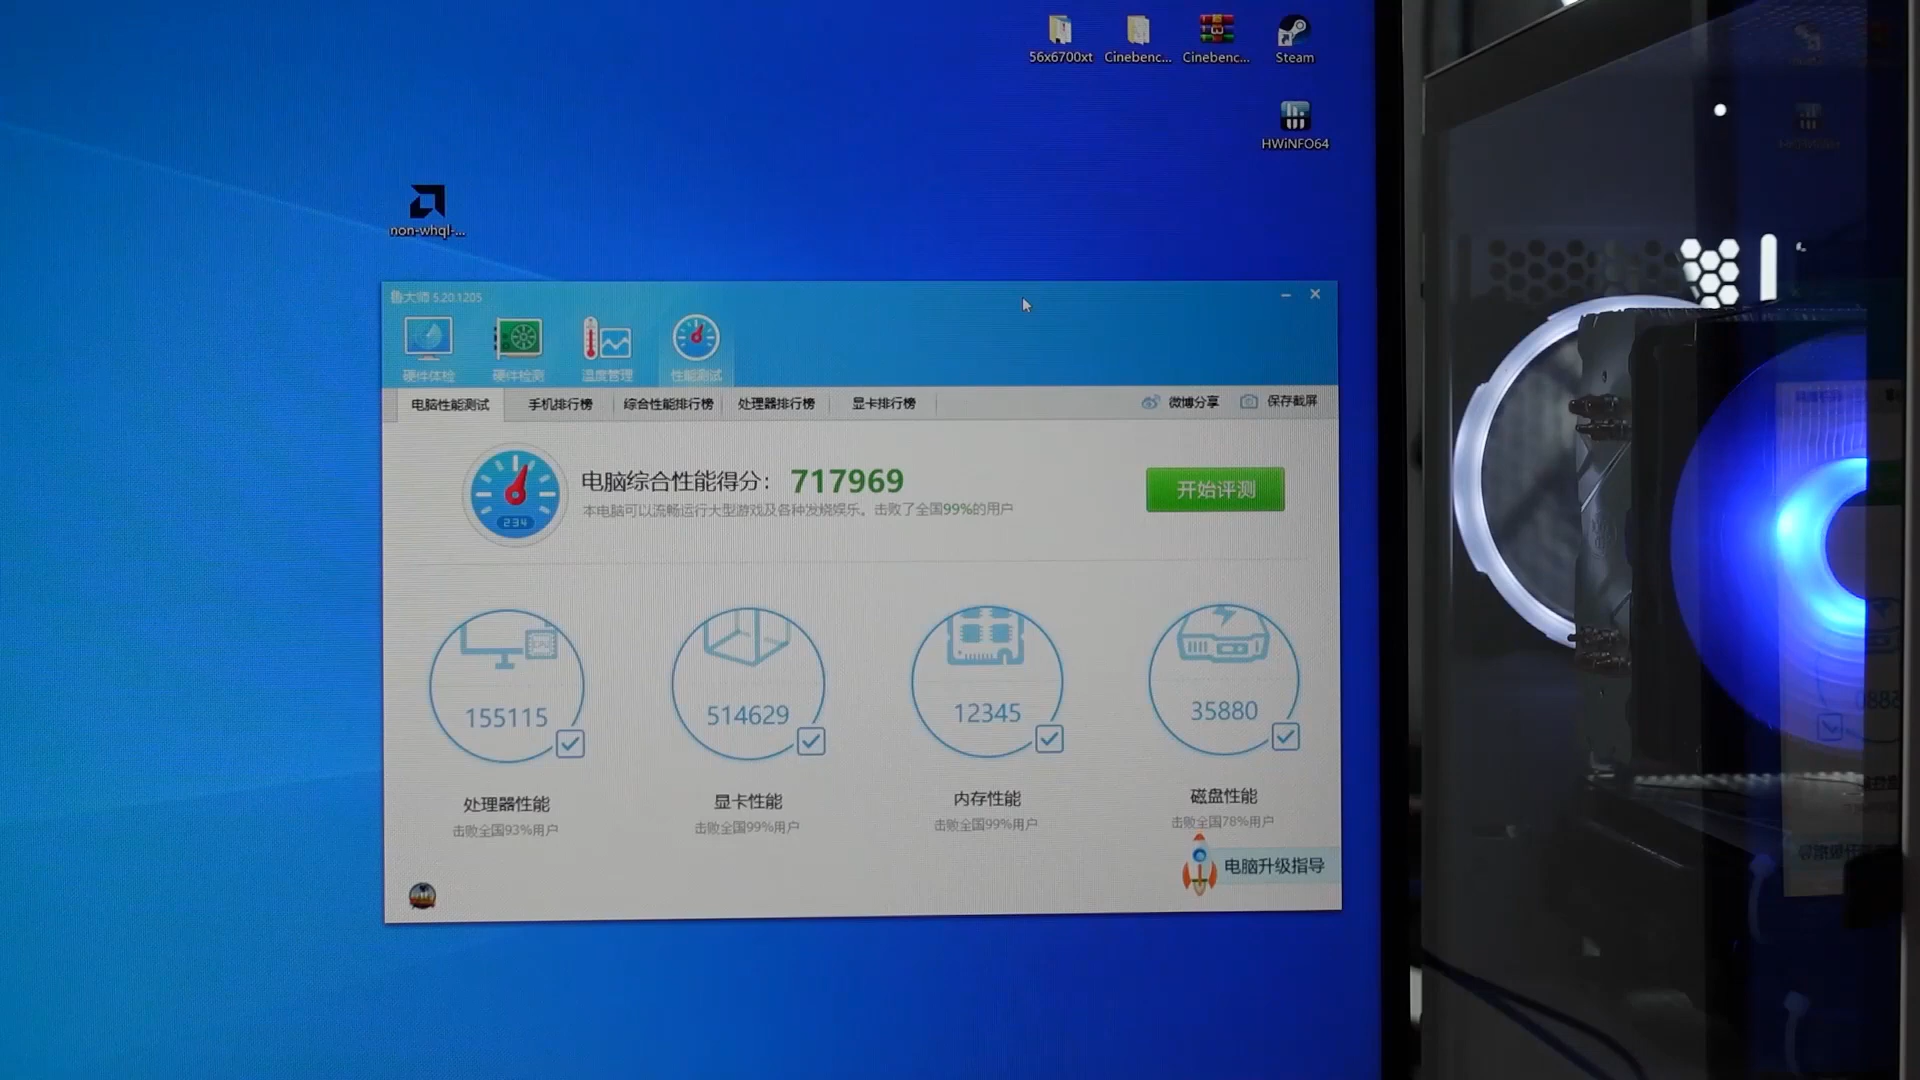 56x6700xt
Cinebenc...
Cinebenc...
Steam
HWiNFO64
non-whql-...
鲁大师 5.20.1205
硬件体检
硬件检测
温度管理
性能测试
电脑性能测试
手机排行榜
综合性能排行榜
处理器排行榜
显卡排行榜
微博分享
保存截屏
电脑综合性能得分： 717969
本电脑可以流畅运行大型游戏及各种发烧娱乐。击败了全国99%的用户
开始评测
234
155115
514629
12345
35880
处理器性能
显卡性能
内存性能
磁盘性能
击败全国93%用户
击败全国99%用户
击败全国99%用户
击败全国78%用户
电脑升级指导